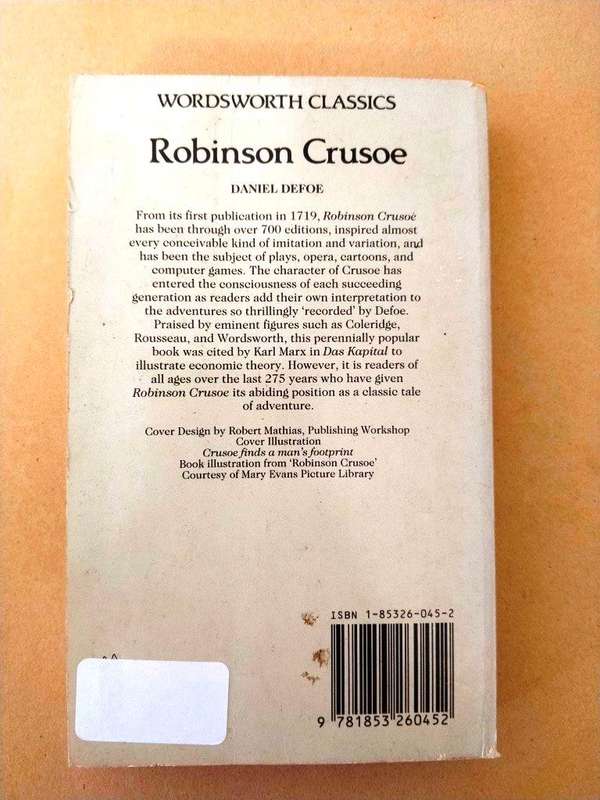 WORDSWORTH CLASSICS
Robinson Crusoe
DANIEL DEFOE
From its first publication in 1719, Robinson Crusoe
has been through over 700 editions, inspired almost
every conceivable kind of imitation and variation, and
has been the subject of plays, opera, cartoons, and
computer games. The character of Crusoe has
entered the consciousness of each succeeding
generation as readers add their own interpretation to
the adventures so thrillingly 'recorded' by Defoe.
Praised by eminent figures such as Coleridge,
Rousseau, and Wordsworth, this perennially popular
book was cited by Karl Marx in Das Kapital to
illustrate economic theory. However, it is readers of
all ages over the last 275 years who have given
Robinson Crusoe its abiding position as a classic tale
of adventure.
Cover Design by Robert Mathias, Publishing Workshop
Cover Illustration
Crusoe finds a man's footprint
Book illustration from 'Robinson Crusoe'
Courtesy of Mary Evans Picture Library
ISBN 1-85326-045-2
9 781853 260452